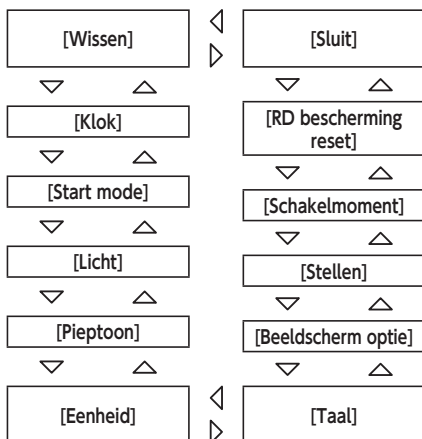 [Wissen]
[Klok]
[Start mode]
[Licht]
[Pieptoon]
[Eenheid]
[Sluit]
[RD bescherming
reset]
[Schakelmoment]
[Stellen]
[Beeldscherm optie]
[Taal]